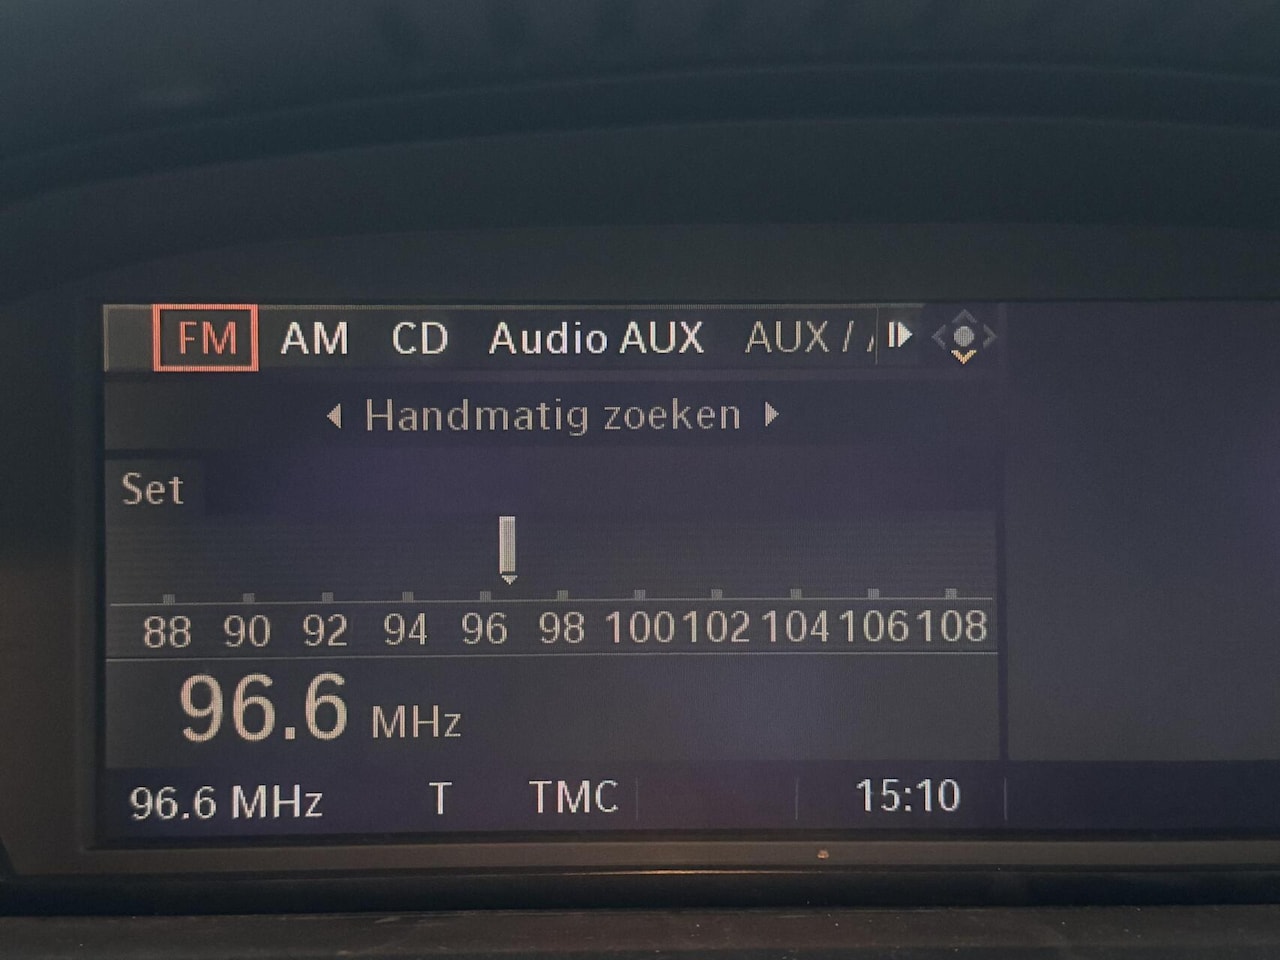 FM AM CD Audio AUX AUX /
Handmatig zoeken
Set
88 90 92 94 96 98 100 102 104 106 108
96.6 MHz
96.6 MHz T TMC 15:10